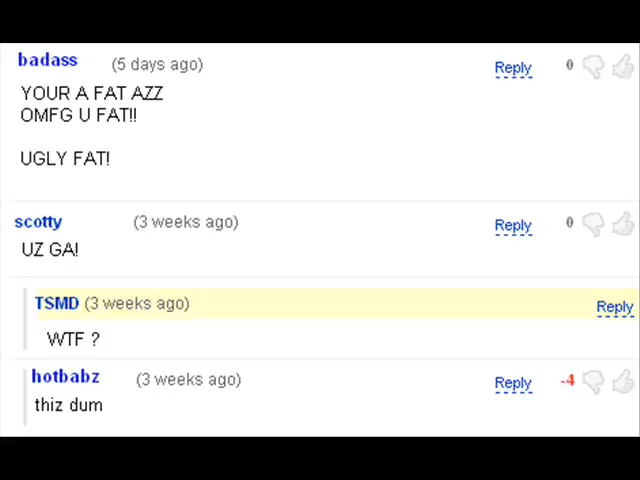 badass (5 days ago) Reply 0
YOUR A FAT AZZ
OMFG U FAT!!
UGLY FAT!
scotty (3 weeks ago) Reply 0
UZ GA!
TSMD (3 weeks ago) Reply
WTF ?
hotbabz (3 weeks ago) Reply -4
thiz dum